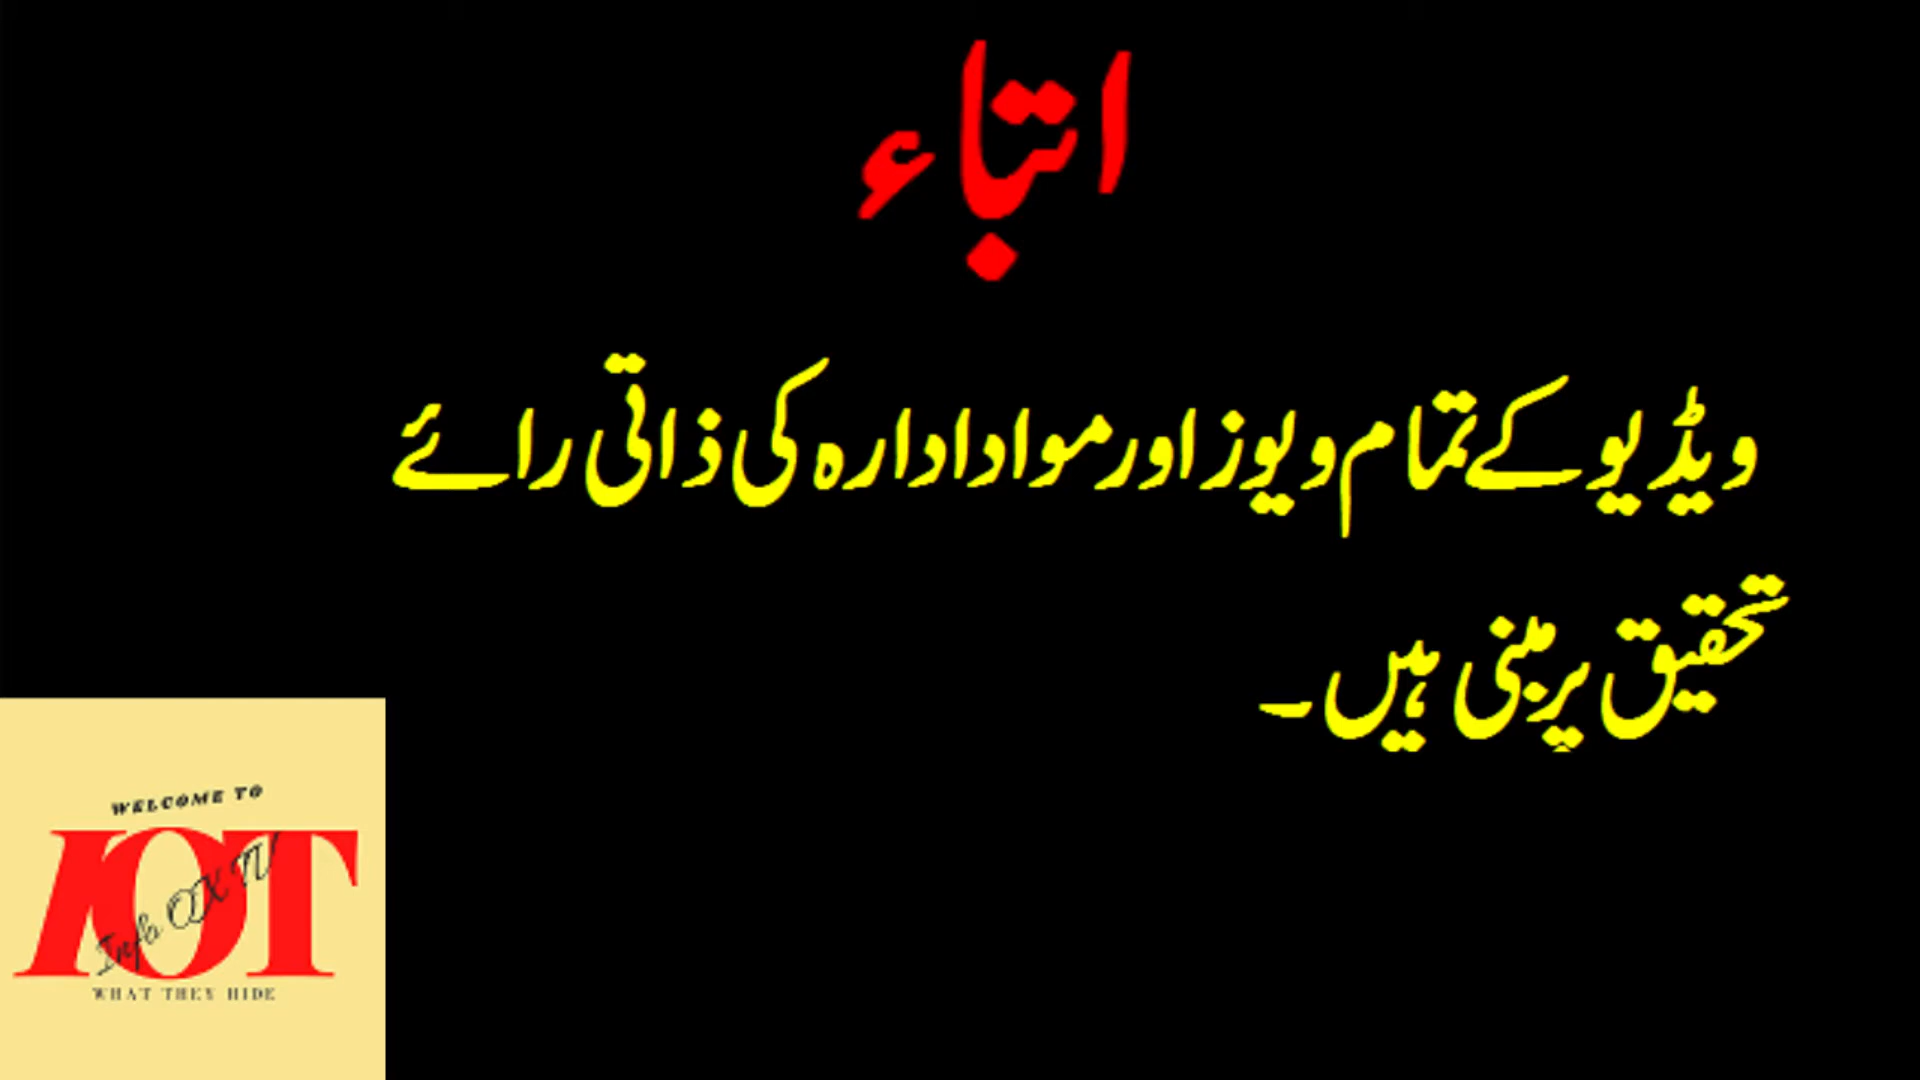 اتباء
ویڈیو کے تمام ویوز اور مواد ادارہ کی ذاتی رائے
تحقیق پر مبنی ہیں۔
WELCOME TO
IOT
Info OX TV
WHAT THEY HIDE